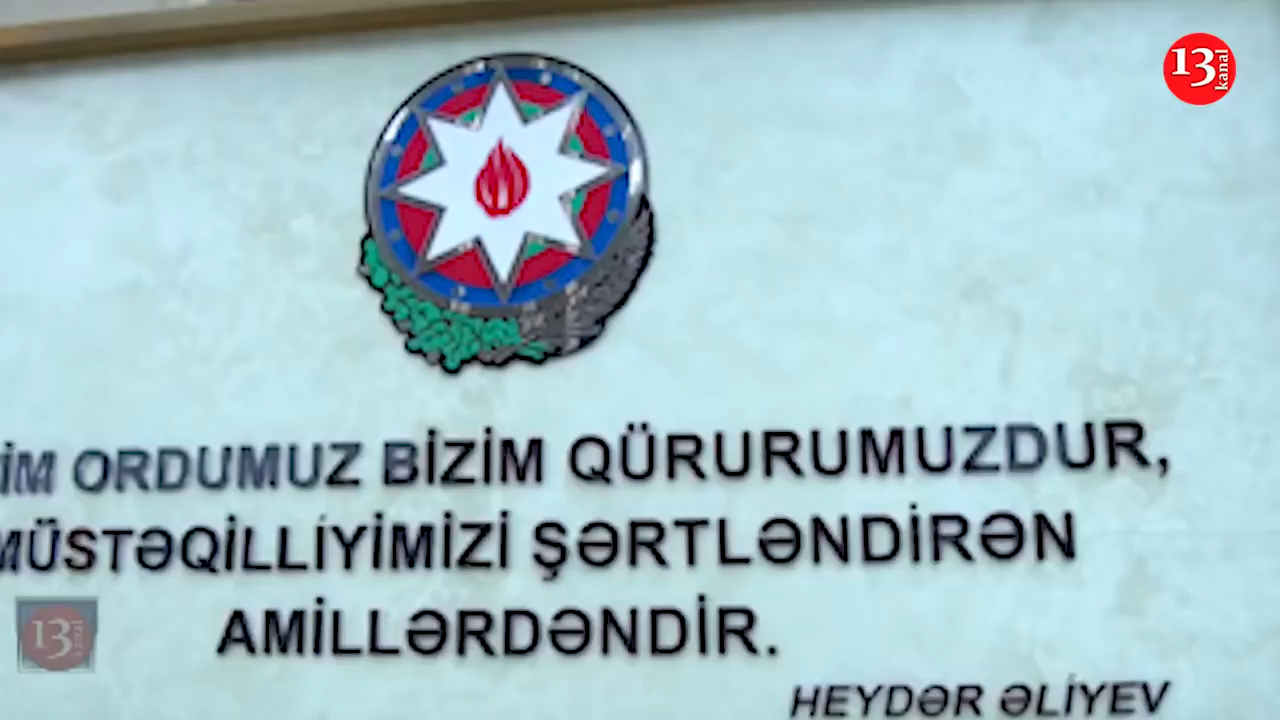 13 kanal
İM ORDUMUZ BİZİM QÜRURUMUZDUR,
MÜSTƏQİLLİYİMİZİ ŞƏRTLƏNDİRƏN
AMİLLƏRDƏNDİR.
13 kanal
HEYDƏR ƏLİYEV